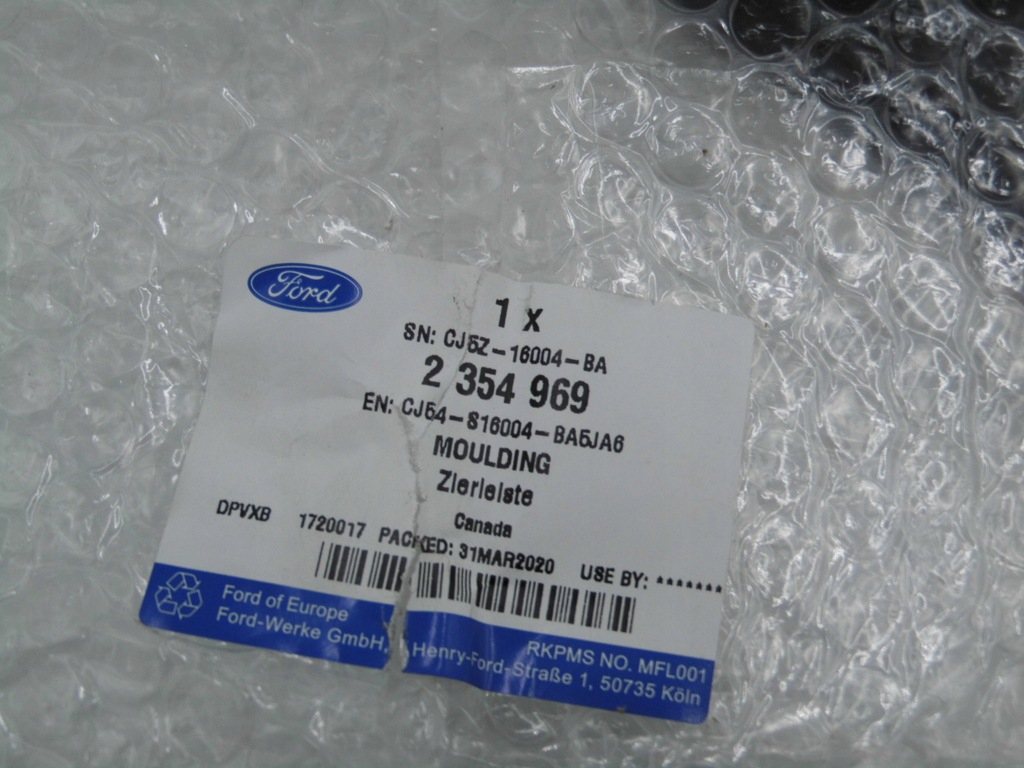 Ford
1 x
SN: CJ5Z-16004-BA
2 354 969
EN: CJ54-S16004-BA5JA6
MOULDING
Zierleiste
Canada
DPVXB 1720017 PACKED: 31MAR2020 USE BY: *******
Ford of Europe
Ford-Werke GmbH, Henry-Ford-Straße 1, 50735 Köln
RKPMS NO. MFL001